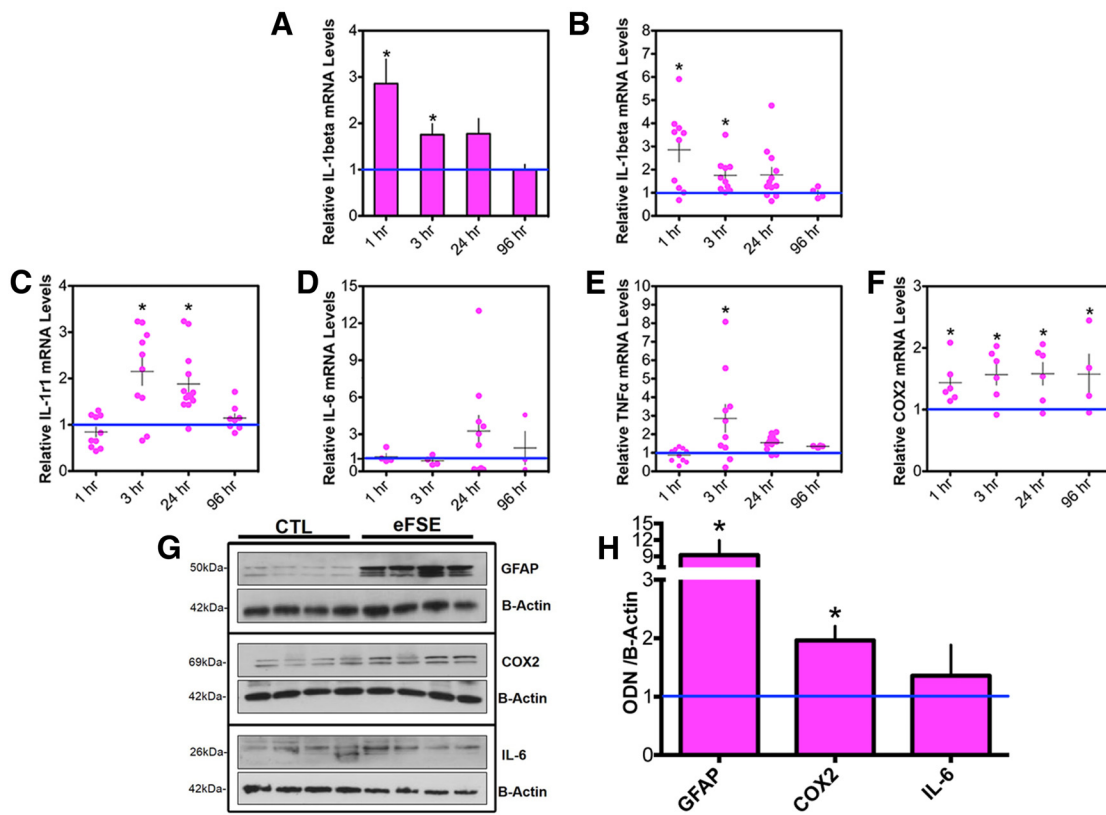 A
Relative IL-1beta mRNA Levels
4
3
2
1
0
*
*
1 hr
3 hr
24 hr
96 hr
B
Relative IL-1beta mRNA Levels
8
6
5
4
3
2
1
0
*
*
1 hr
3 hr
24 hr
96 hr
C
Relative IL-1r1 mRNA Levels
4
3
2
1
0
*
*
1 hr
3 hr
24 hr
96 hr
D
Relative IL-6 mRNA Levels
15
12
9
6
3
1
0
1 hr
3 hr
24 hr
96 hr
E
Relative TNFα mRNA Levels
10
9
8
7
6
5
4
3
2
1
0
*
1 hr
3 hr
24 hr
96 hr
F
Relative COX2 mRNA Levels
3
2
1
0
*
*
*
*
1 hr
3 hr
24 hr
96 hr
G
CTL
eFSE
50kDa-
GFAP
42kDa-
B-Actin
69kDa-
COX2
42kDa-
B-Actin
26kDa-
IL-6
42kDa-
B-Actin
H
ODN /B-Actin
15
12
9
3
2
1
0
*
*
GFAP
COX2
IL-6